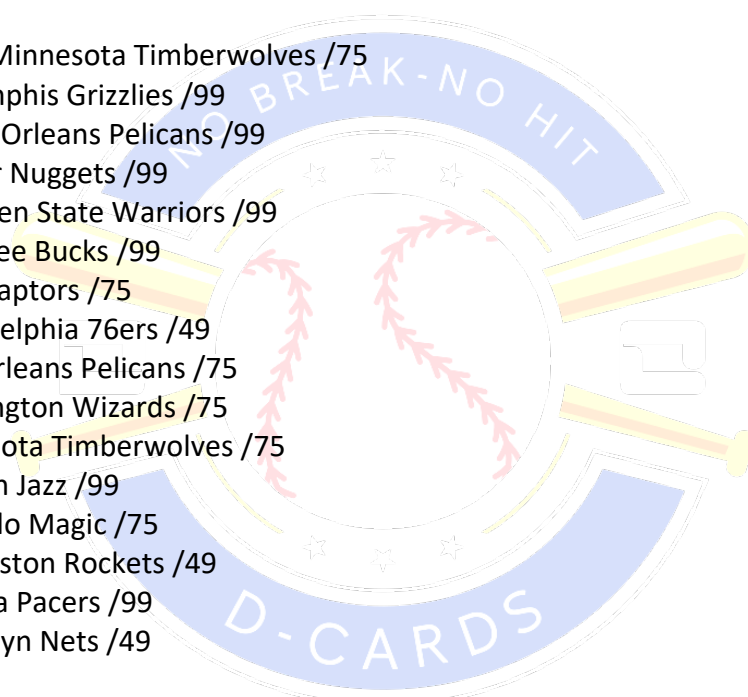 Minnesota Timberwolves /75
nphis Grizzlies /99
Orleans Pelicans /99
r Nuggets /99
en State Warriors /99
ee Bucks /99
aptors /75
elphia 76ers /49
rleans Pelicans /75
ngton Wizards /75
ota Timberwolves /75
n Jazz /99
do Magic /75
ston Rockets /49
a Pacers /99
yn Nets /49
NO BREAK-NO HIT
D-CARDS